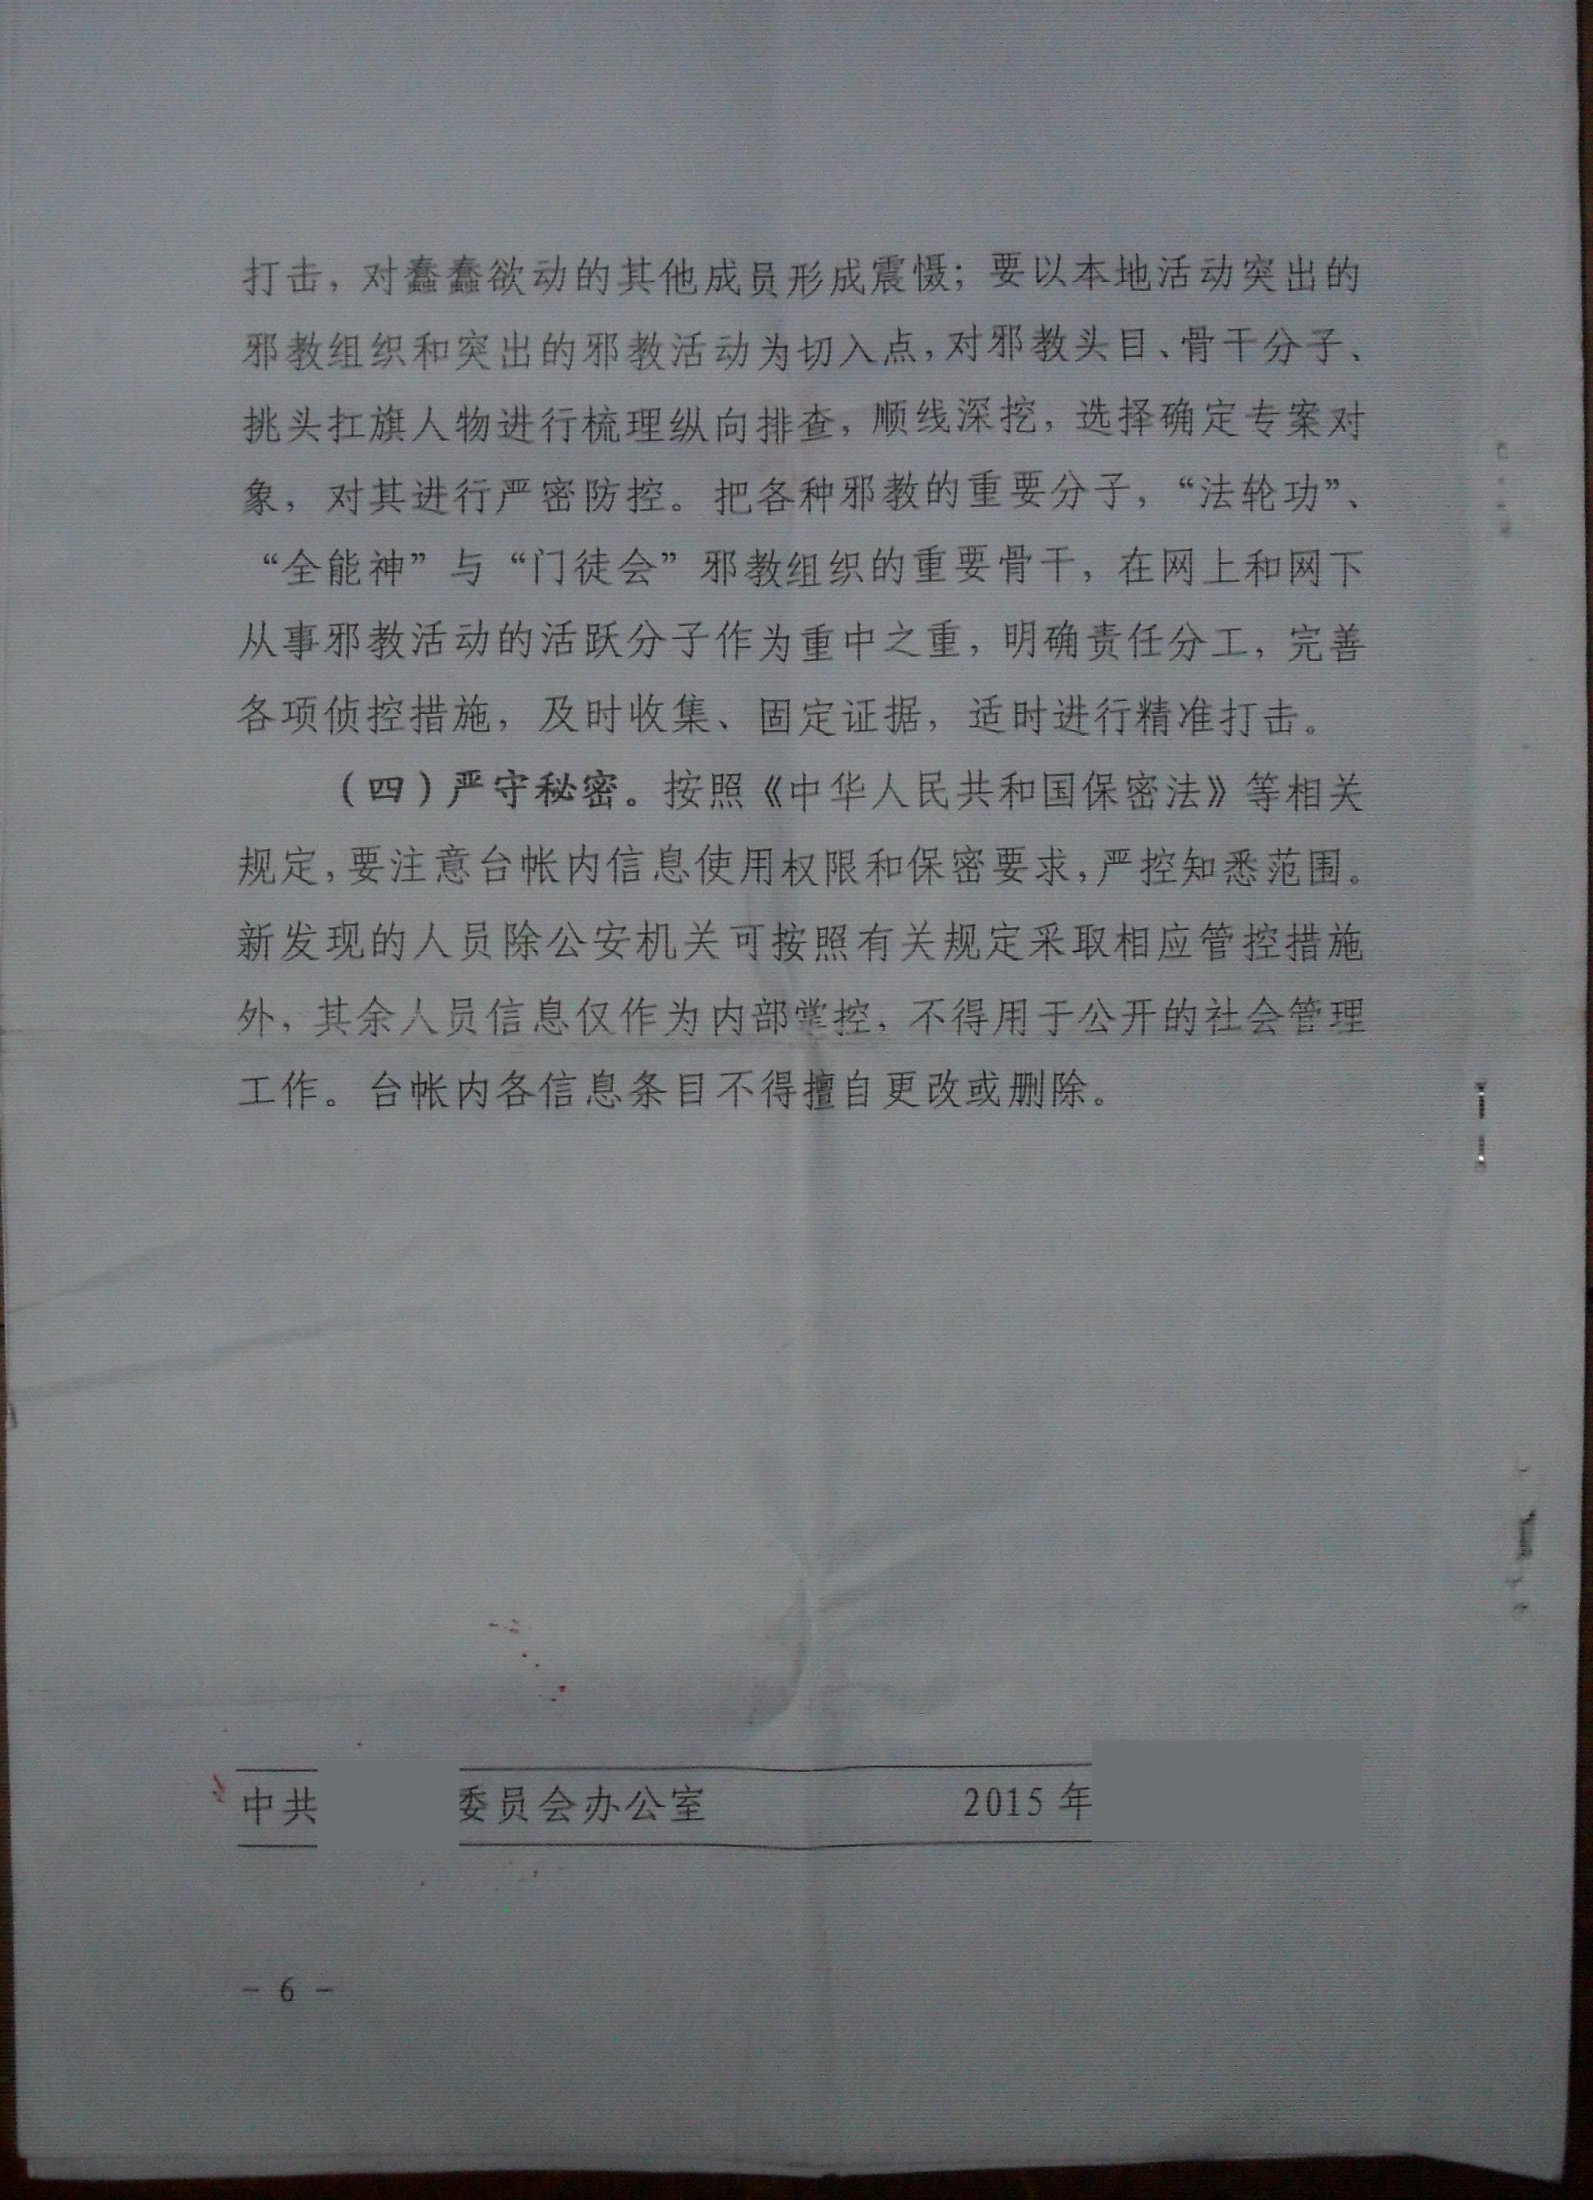 打击，对蠢蠢欲动的其他成员形成震慑；要以本地活动突出的
邪教组织和突出的邪教活动为切入点，对邪教头目、骨干分子、
挑头扛旗人物进行梳理纵向排查，顺线深挖，选择确定专案对
象，对其进行严密防控。把各种邪教的重要分子，“法轮功”、
“全能神”与“门徒会”邪教组织的重要骨干，在网上和网下
从事邪教活动的活跃分子作为重中之重，明确责任分工，完善
各项侦控措施，及时收集、固定证据，适时进行精准打击。
（四）严守秘密。按照《中华人民共和国保密法》等相关
规定，要注意台帐内信息使用权限和保密要求，严控知悉范围。
新发现的人员除公安机关可按照有关规定采取相应管控措施
外，其余人员信息仅作为内部掌控，不得用于公开的社会管理
工作。台帐内各信息条目不得擅自更改或删除。
中共 委员会办公室 2015年
- 6 -